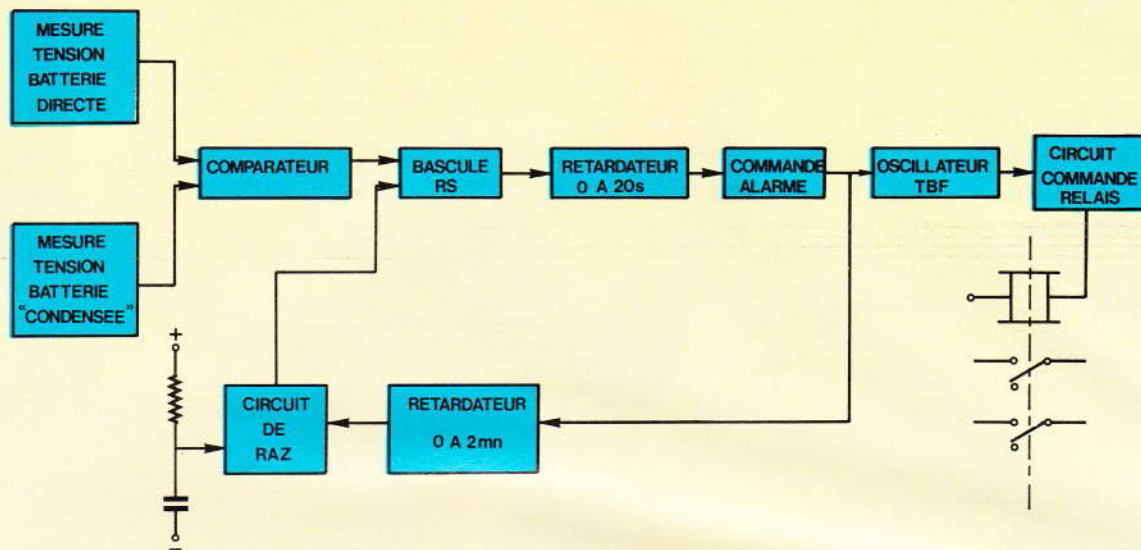 MESURE
TENSION
BATTERIE
DIRECTE
COMPARATEUR
BASCULE
RS
RETARDATEUR
0 A 20s
COMMANDE
ALARME
OSCILLATEUR
TBF
CIRCUIT
COMMANDE
RELAIS
MESURE
TENSION
BATTERIE
"CONDENSEE"
+
CIRCUIT
DE
RAZ
RETARDATEUR
0 A 2mn
−